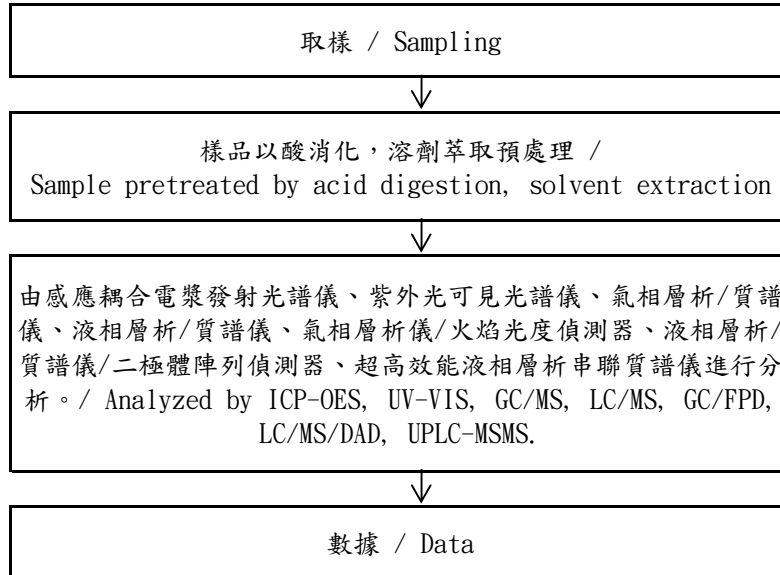 取樣 / Sampling
樣品以酸消化，溶劑萃取預處理 /
Sample pretreated by acid digestion, solvent extraction
由感應耦合電漿發射光譜儀、紫外光可見光譜儀、氣相層析/質譜
儀、液相層析/質譜儀、氣相層析儀/火焰光度偵測器、液相層析/
質譜儀/二極體陣列偵測器、超高效能液相層析串聯質譜儀進行分
析。/ Analyzed by ICP-OES, UV-VIS, GC/MS, LC/MS, GC/FPD,
LC/MS/DAD, UPLC-MSMS.
數據 / Data